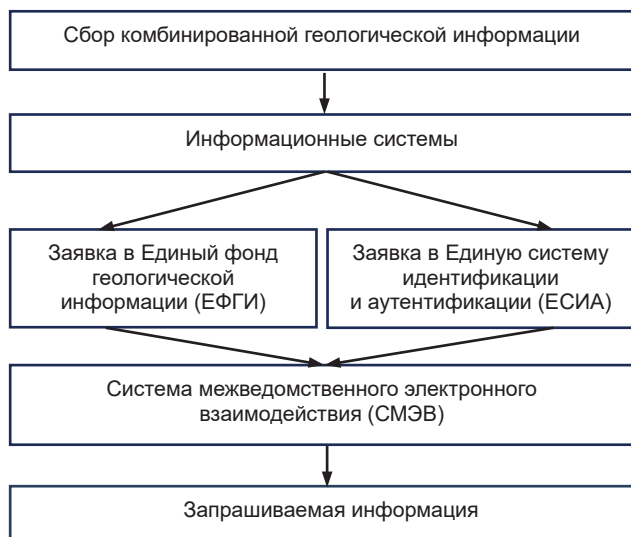 Сбор комбинированной геологической информации
Информационные системы
Заявка в Единый фонд
геологической
информации (ЕФГИ)
Заявка в Единую систему
идентификации
и аутентификации (ЕСИА)
Система межведомственного электронного
взаимодействия (СМЭВ)
Запрашиваемая информация